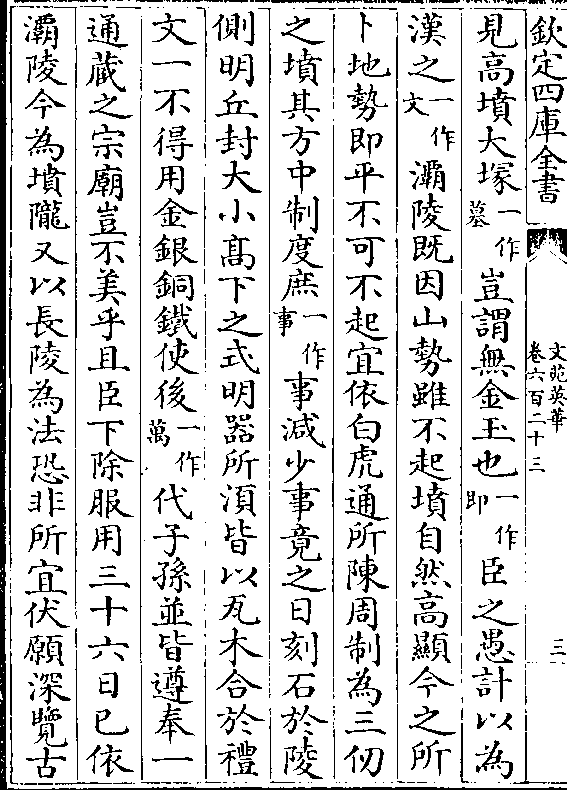 欽定四庫全書
文苑英華
卷六百二十三
三
見高墳大塚一作墓豈謂無金玉也一作即臣之愚計以為
漢之一作文灞陵既因山勢雖不起墳自然高顯今之所
卜地勢即平不可不起宜依白虎通所陳周制為三仞
之墳其方中制度庶一作事事減少事竟之日刻石於陵
側明丘封大小髙下之式明器所湏皆以瓦木合於禮
文一不得用金銀銅鐵使後一作萬代子孫並皆遵奉一
通藏之宗廟豈不美乎且臣下除服用三十六日已依
灞陵今為墳隴又以長陵為法恐非所宜伏願深覽古